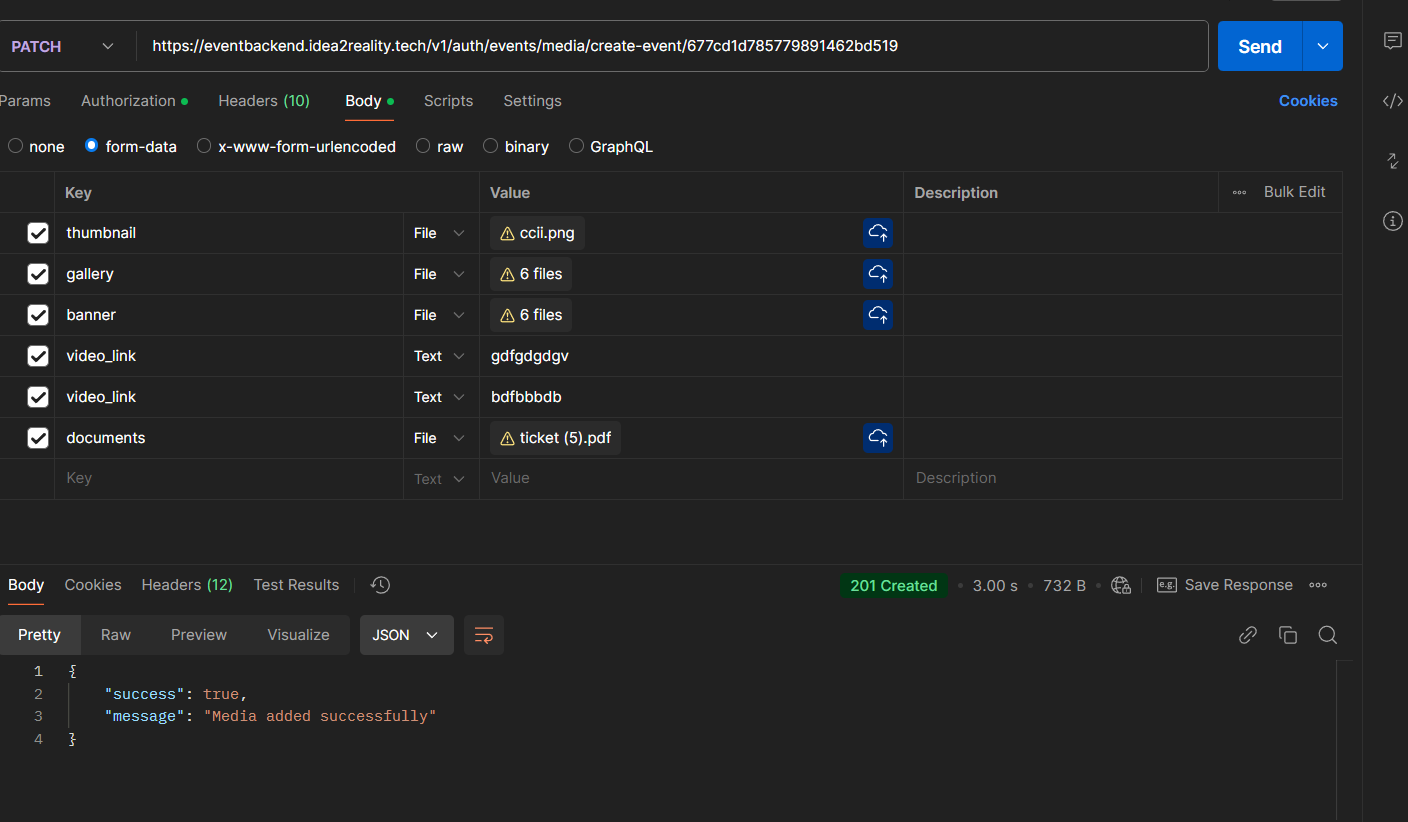 PATCH https://eventbackend.idea2reality.tech/v1/auth/events/media/create-event/677cd1d785779891462bd519 Send
Params Authorization Headers (10) Body Scripts Settings Cookies
none form-data x-www-form-urlencoded raw binary GraphQL
Key Value Description Bulk Edit
thumbnail File ccii.png
gallery File 6 files
banner File 6 files
video_link Text gdfgdgdgv
video_link Text bdfbbbdb
documents File ticket (5).pdf
Key Text Value Description
Body Cookies Headers (12) Test Results 201 Created 3.00 s 732 B e.g. Save Response
Pretty Raw Preview Visualize JSON
1 {
2 "success": true,
3 "message": "Media added successfully"
4 }